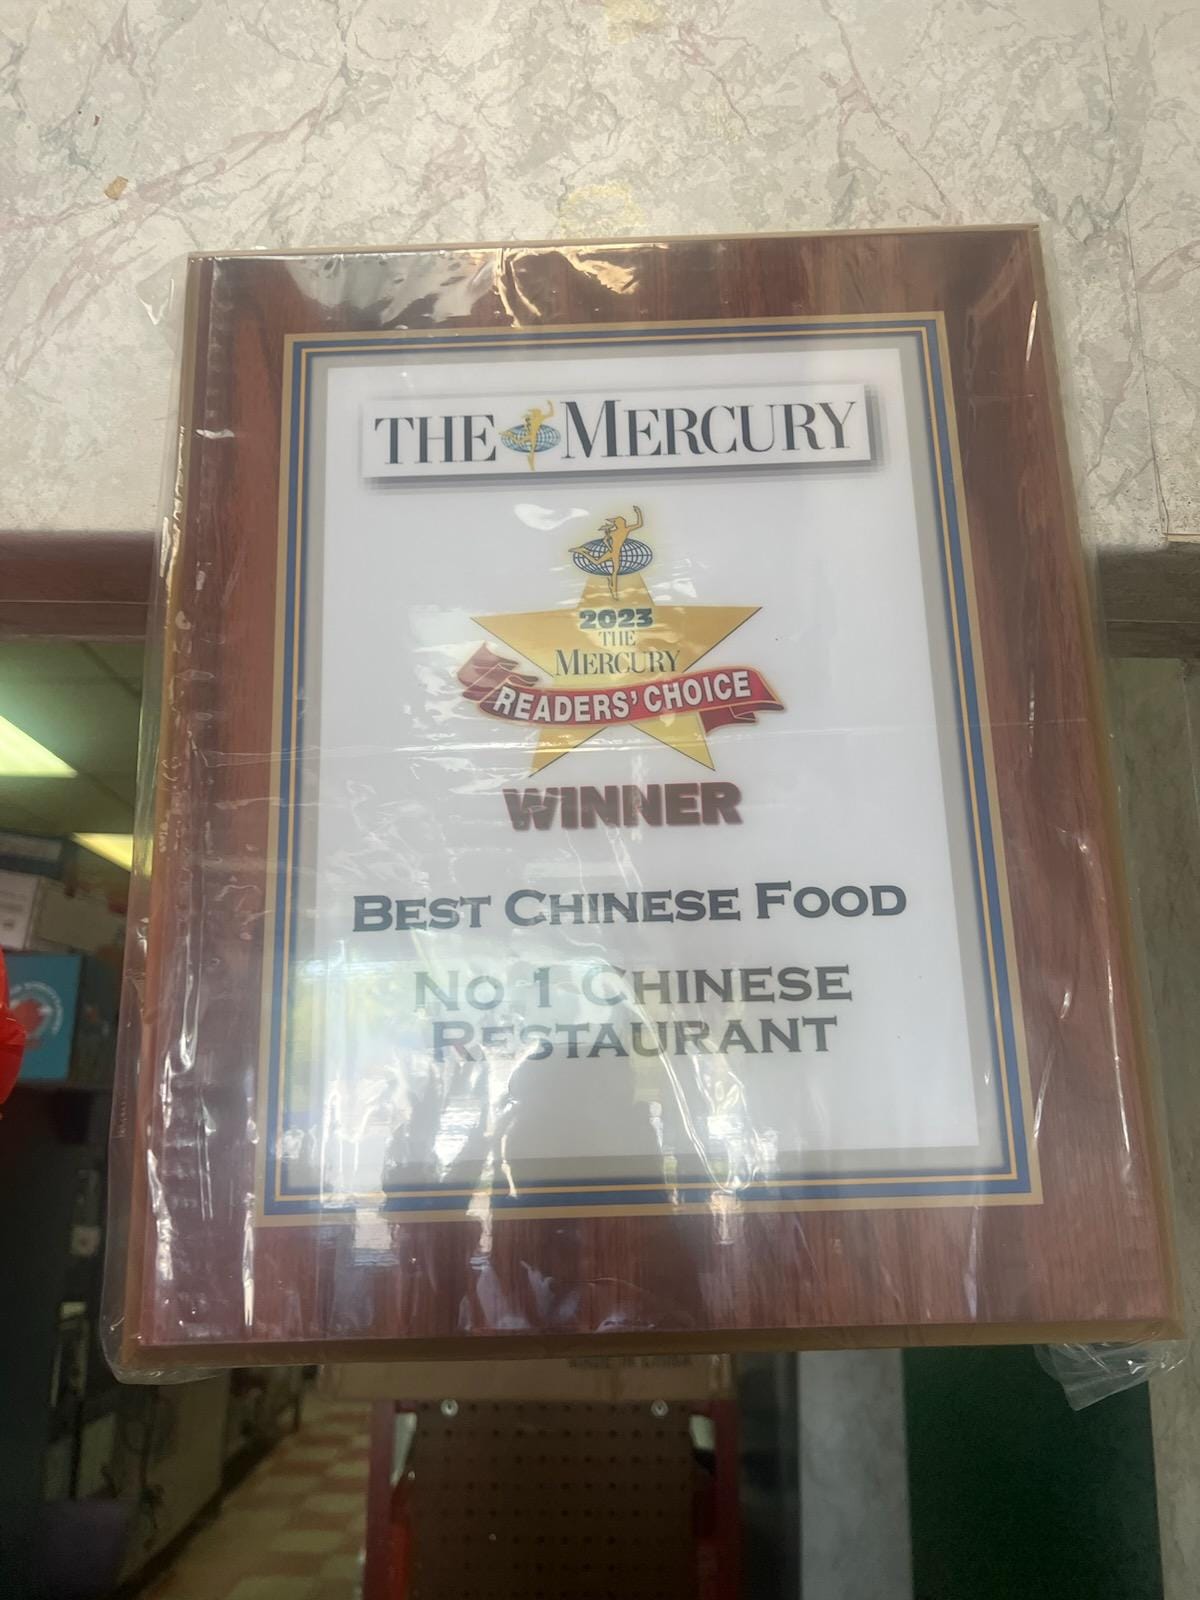 THE MERCURY
2023
THE
MERCURY
READERS' CHOICE
WINNER
BEST CHINESE FOOD
NO 1 CHINESE
RESTAURANT